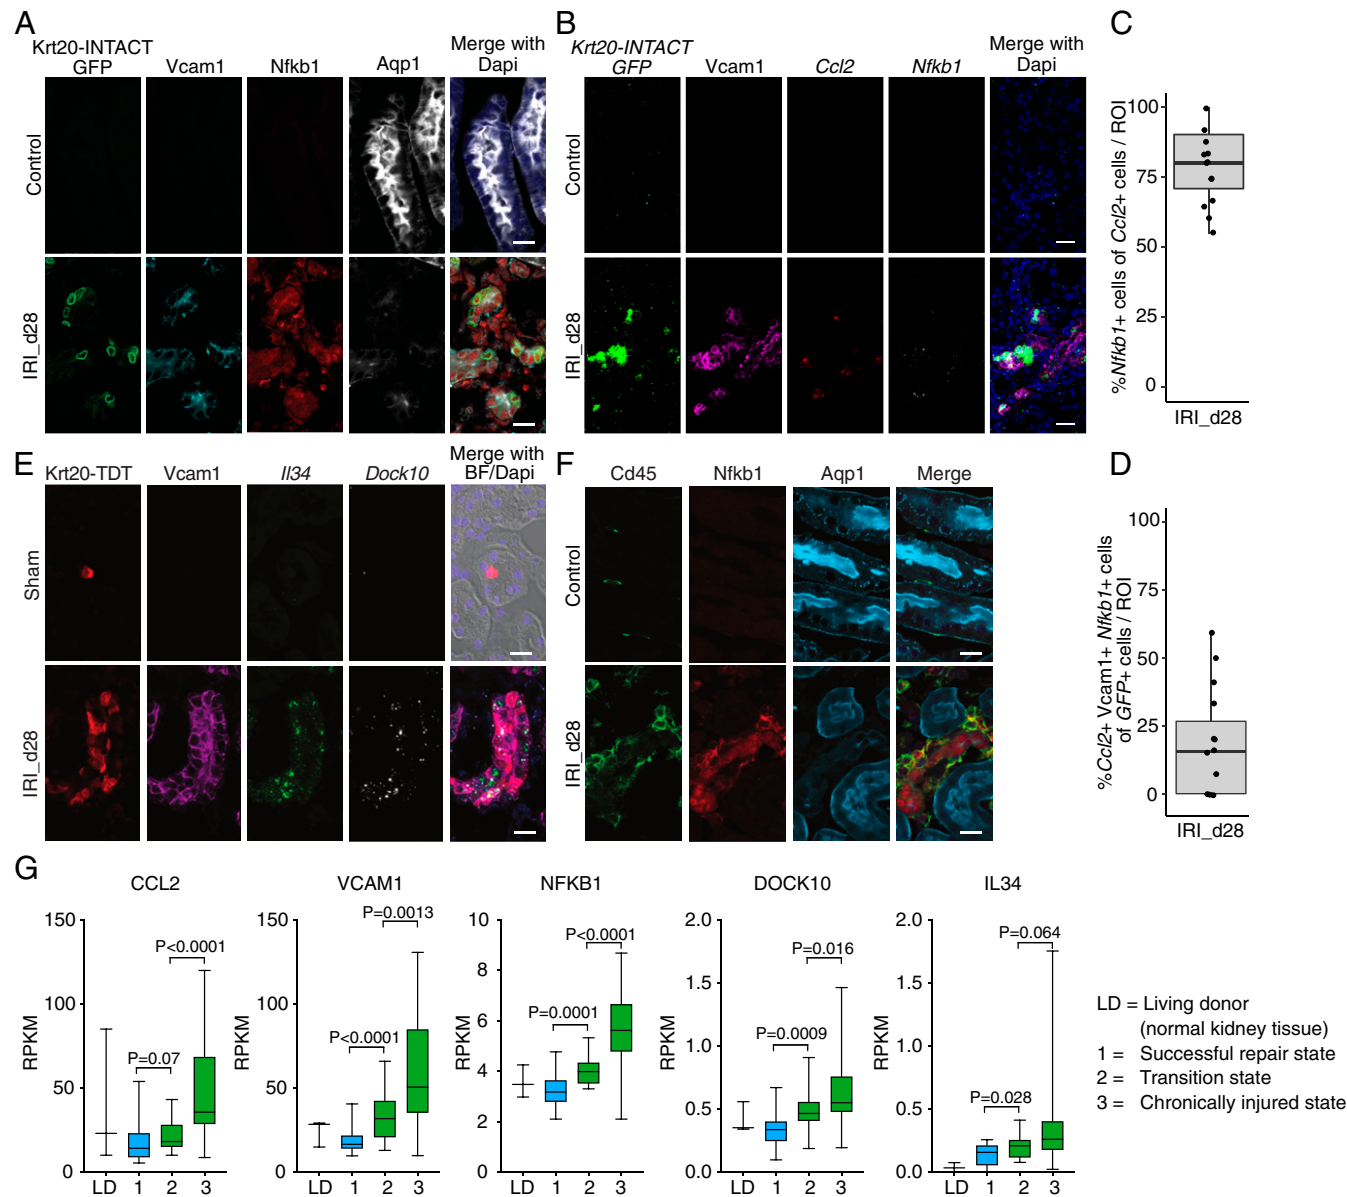 A
Krt20-INTACT
GFP
Vcam1
Nfkb1
Aqp1
Merge with
Dapi
Control
IRI_d28
B
Krt20-INTACT
GFP
Vcam1
Ccl2
Nfkb1
Merge with
Dapi
Control
IRI_d28
C
%Nfkb1+ cells of Ccl2+ cells / ROI
100
75
50
25
0
IRI_d28
E
Krt20-TDT
Vcam1
Il34
Dock10
Merge with
BF/Dapi
Sham
IRI_d28
F
Cd45
Nfkb1
Aqp1
Merge
Control
IRI_d28
D
%Ccl2+ Vcam1+ Nfkb1+ cells
of GFP+ cells / ROI
100
75
50
25
0
IRI_d28
G
CCL2
RPKM
150
100
50
0
P<0.0001
P=0.07
LD 1 2 3
VCAM1
RPKM
150
100
50
0
P=0.0013
P<0.0001
LD 1 2 3
NFKB1
RPKM
10
8
6
4
2
0
P<0.0001
P=0.0001
LD 1 2 3
DOCK10
RPKM
2.0
1.5
1.0
0.5
0.0
P=0.016
P=0.0009
LD 1 2 3
IL34
RPKM
2.0
1.5
1.0
0.5
0.0
P=0.064
P=0.028
LD 1 2 3
LD = Living donor
(normal kidney tissue)
1 = Successful repair state
2 = Transition state
3 = Chronically injured state